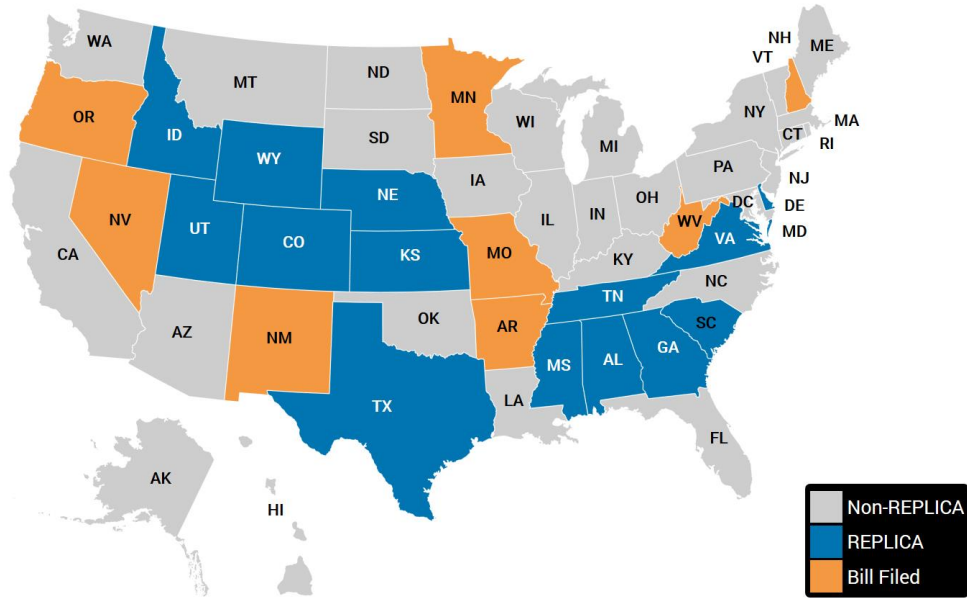 WA
MT
ND
MN
OR
ID
WY
SD
WI
MI
NH
VT
ME
NY
MA
CT
RI
PA
NJ
DE
DC
MD
NV
UT
CO
NE
KS
IA
IL
IN
OH
WV
VA
KY
CA
AZ
NM
MO
OK
AR
TN
NC
SC
MS
AL
GA
TX
LA
FL
AK
HI
Non-REPLICA
REPLICA
Bill Filed